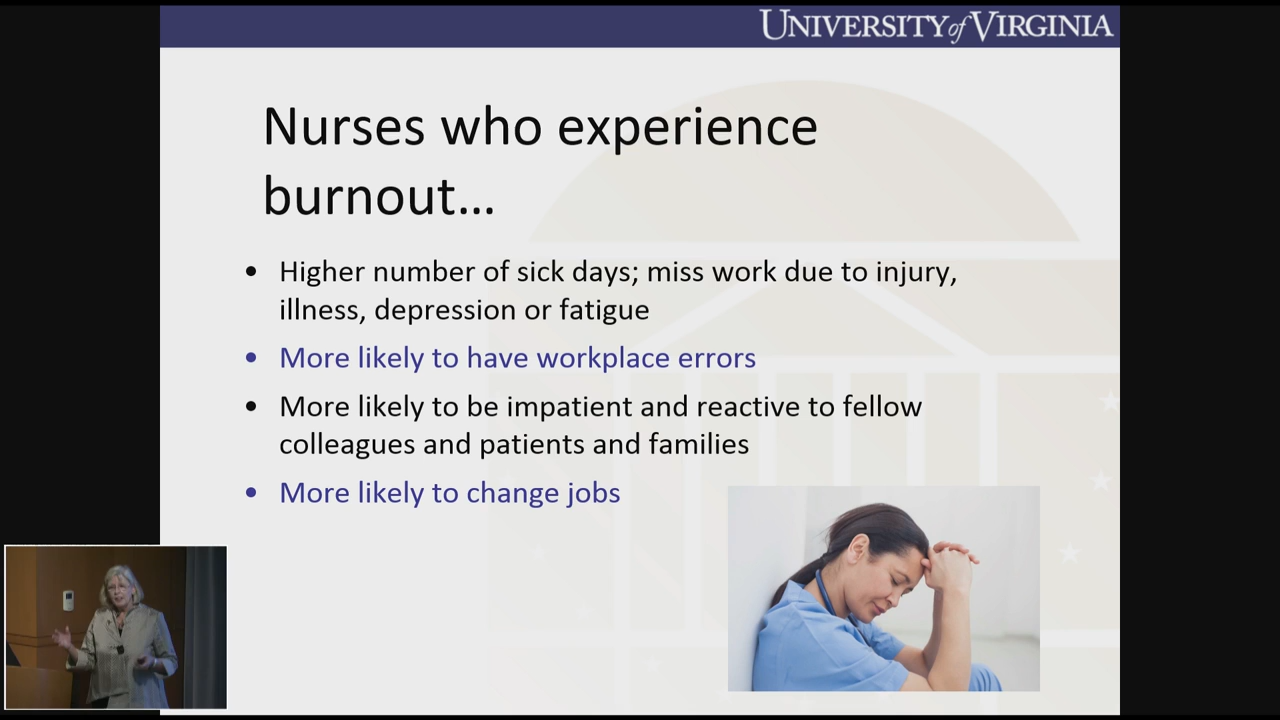 UNIVERSITY of VIRGINIA
Nurses who experience
burnout...
• Higher number of sick days; miss work due to injury,
illness, depression or fatigue
• More likely to have workplace errors
• More likely to be impatient and reactive to fellow
colleagues and patients and families
• More likely to change jobs